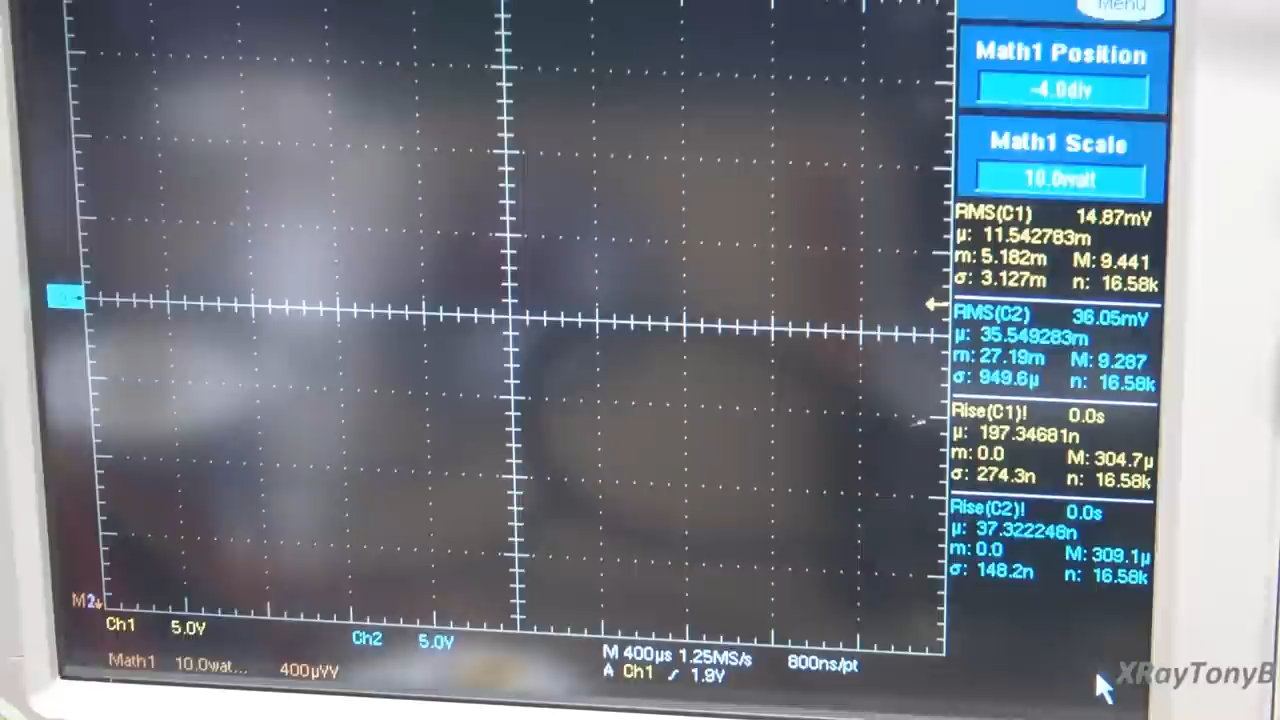 Menu
Math1 Position
-4.0div
Math1 Scale
10.0watt
RMS(C1) 14.87mV
µ: 11.542783m
m: 5.182m M: 9.441
σ: 3.127m n: 16.58k
RMS(C2) 36.05mV
µ: 35.549283m
m: 27.19m M: 9.287
σ: 949.6µ n: 16.58k
Rise(C1)! 0.0s
µ: 197.34681n
m: 0.0 M: 304.7µ
σ: 274.3n n: 16.58k
Rise(C2)! 0.0s
µ: 37.322248n
m: 0.0 M: 309.1µ
σ: 148.2n n: 16.58k
M2
Ch1 5.0V Ch2 5.0V M 400µs 1.25MS/s 800ns/pt
Math1 10.0wat... 400µVV A Ch1 1.9V
XRayTonyB